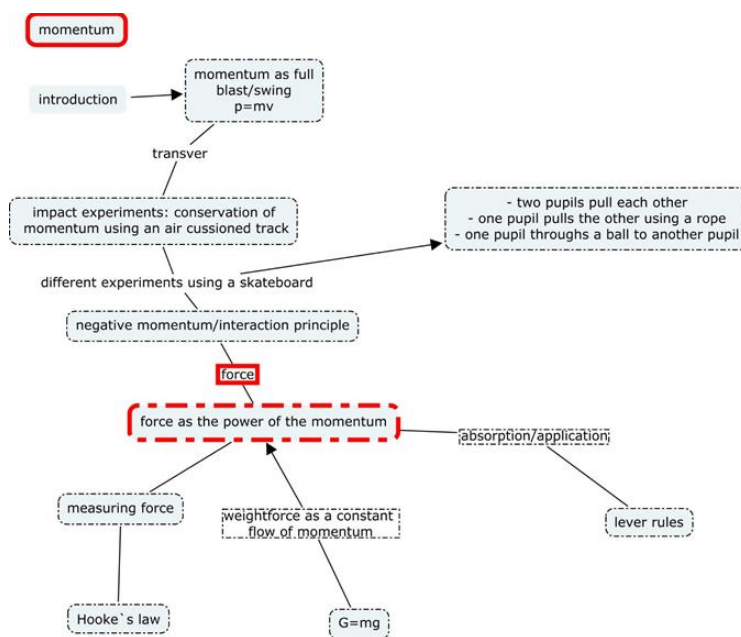 momentum
introduction
momentum as full
blast/swing
p=mv
transver
impact experiments: conservation of
momentum using an air cussioned track
- two pupils pull each other
- one pupil pulls the other using a rope
- one pupil throughs a ball to another pupil
different experiments using a skateboard
negative momentum/interaction principle
force
force as the power of the momentum
absorption/application
measuring force
weightforce as a constant
flow of momentum
lever rules
Hooke`s law
G=mg